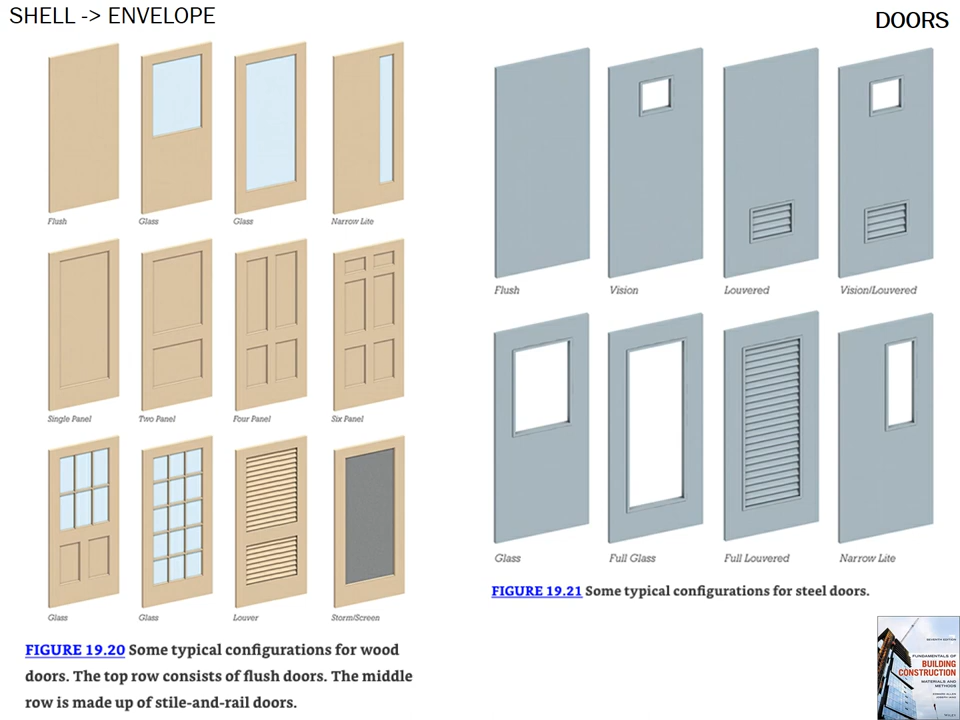 SHELL -> ENVELOPE
DOORS
Flush
Glass
Glass
Narrow Lite
Single Panel
Two Panel
Four Panel
Six Panel
Glass
Glass
Louver
Storm/Screen
FIGURE 19.20 Some typical configurations for wood
doors. The top row consists of flush doors. The middle
row is made up of stile-and-rail doors.
Flush
Vision
Louvered
Vision/Louvered
Glass
Full Glass
Full Louvered
Narrow Lite
FIGURE 19.21 Some typical configurations for steel doors.
FUNDAMENTALS OF
BUILDING
CONSTRUCTION
MATERIALS AND
METHODS